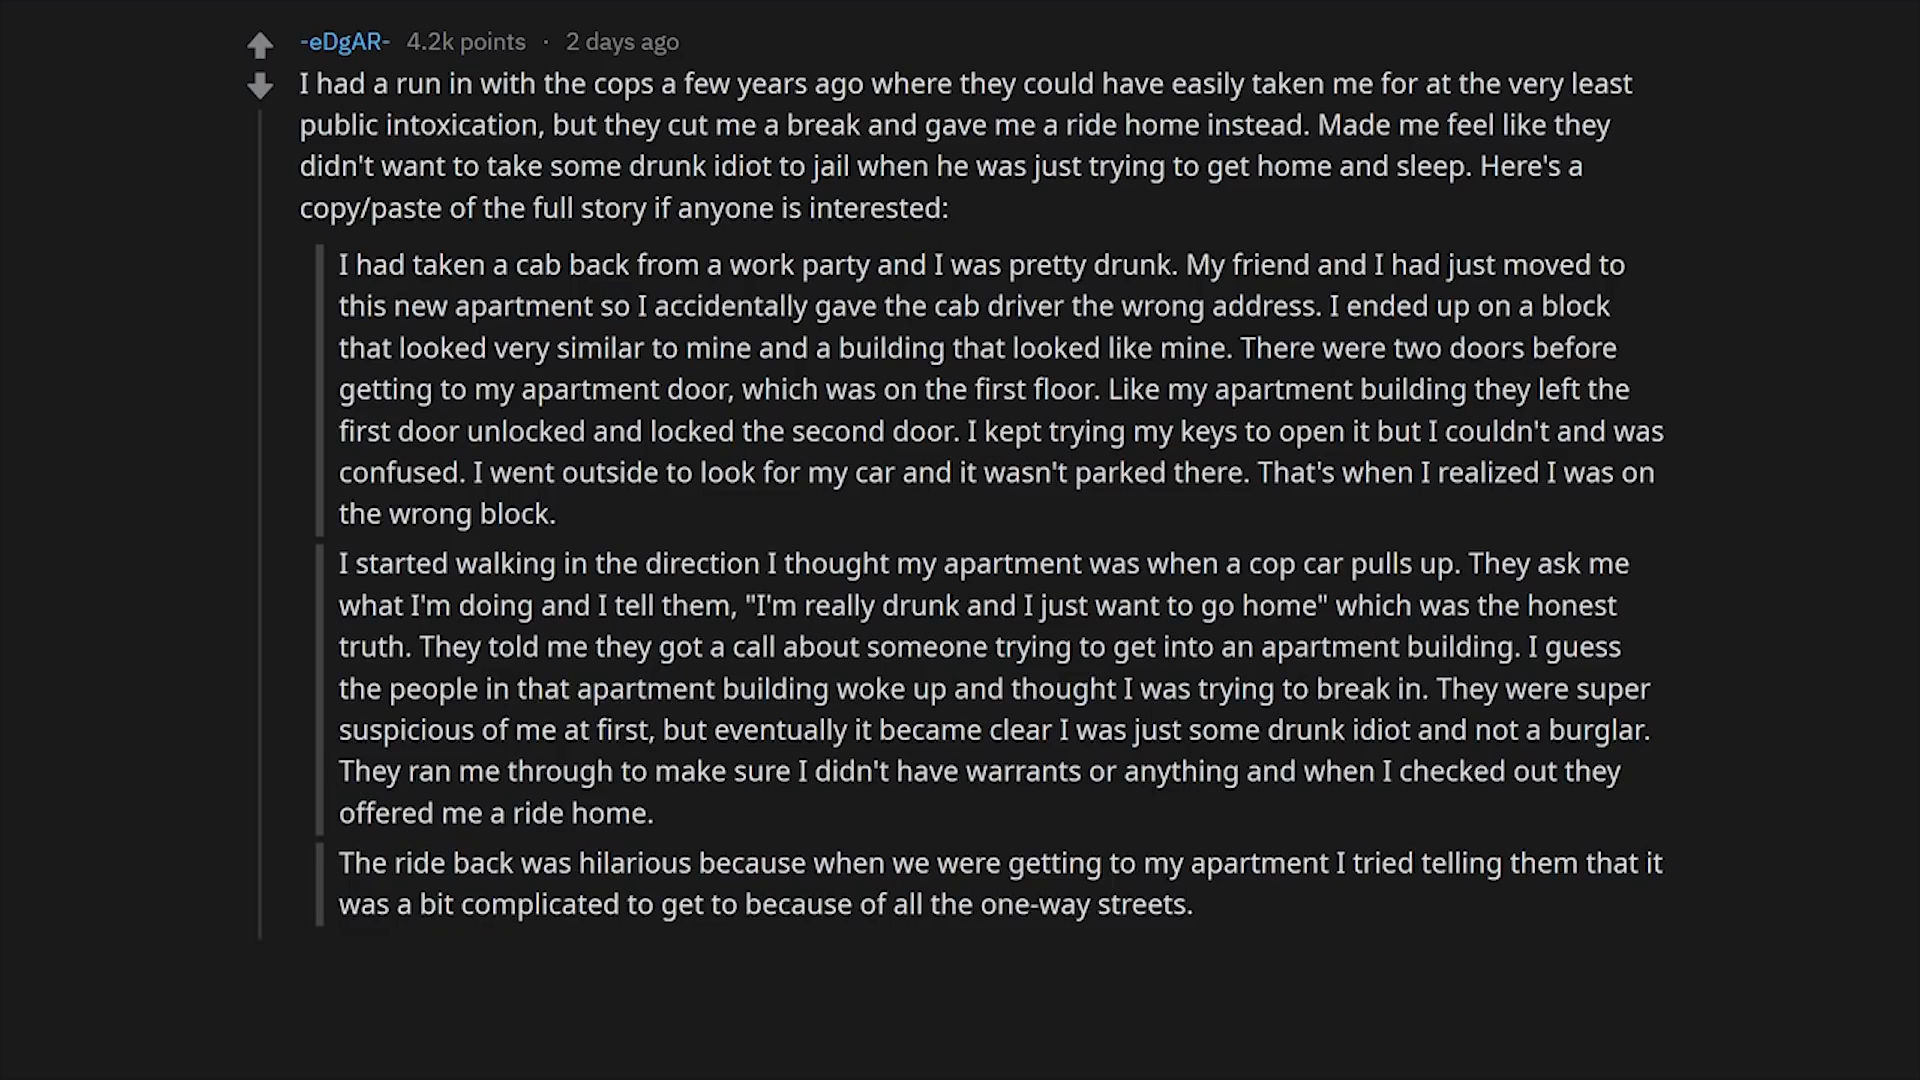 -eDgAR- 4.2k points · 2 days ago
I had a run in with the cops a few years ago where they could have easily taken me for at the very least
public intoxication, but they cut me a break and gave me a ride home instead. Made me feel like they
didn't want to take some drunk idiot to jail when he was just trying to get home and sleep. Here's a
copy/paste of the full story if anyone is interested:
I had taken a cab back from a work party and I was pretty drunk. My friend and I had just moved to
this new apartment so I accidentally gave the cab driver the wrong address. I ended up on a block
that looked very similar to mine and a building that looked like mine. There were two doors before
getting to my apartment door, which was on the first floor. Like my apartment building they left the
first door unlocked and locked the second door. I kept trying my keys to open it but I couldn't and was
confused. I went outside to look for my car and it wasn't parked there. That's when I realized I was on
the wrong block.
I started walking in the direction I thought my apartment was when a cop car pulls up. They ask me
what I'm doing and I tell them, "I'm really drunk and I just want to go home" which was the honest
truth. They told me they got a call about someone trying to get into an apartment building. I guess
the people in that apartment building woke up and thought I was trying to break in. They were super
suspicious of me at first, but eventually it became clear I was just some drunk idiot and not a burglar.
They ran me through to make sure I didn't have warrants or anything and when I checked out they
offered me a ride home.
The ride back was hilarious because when we were getting to my apartment I tried telling them that it
was a bit complicated to get to because of all the one-way streets.